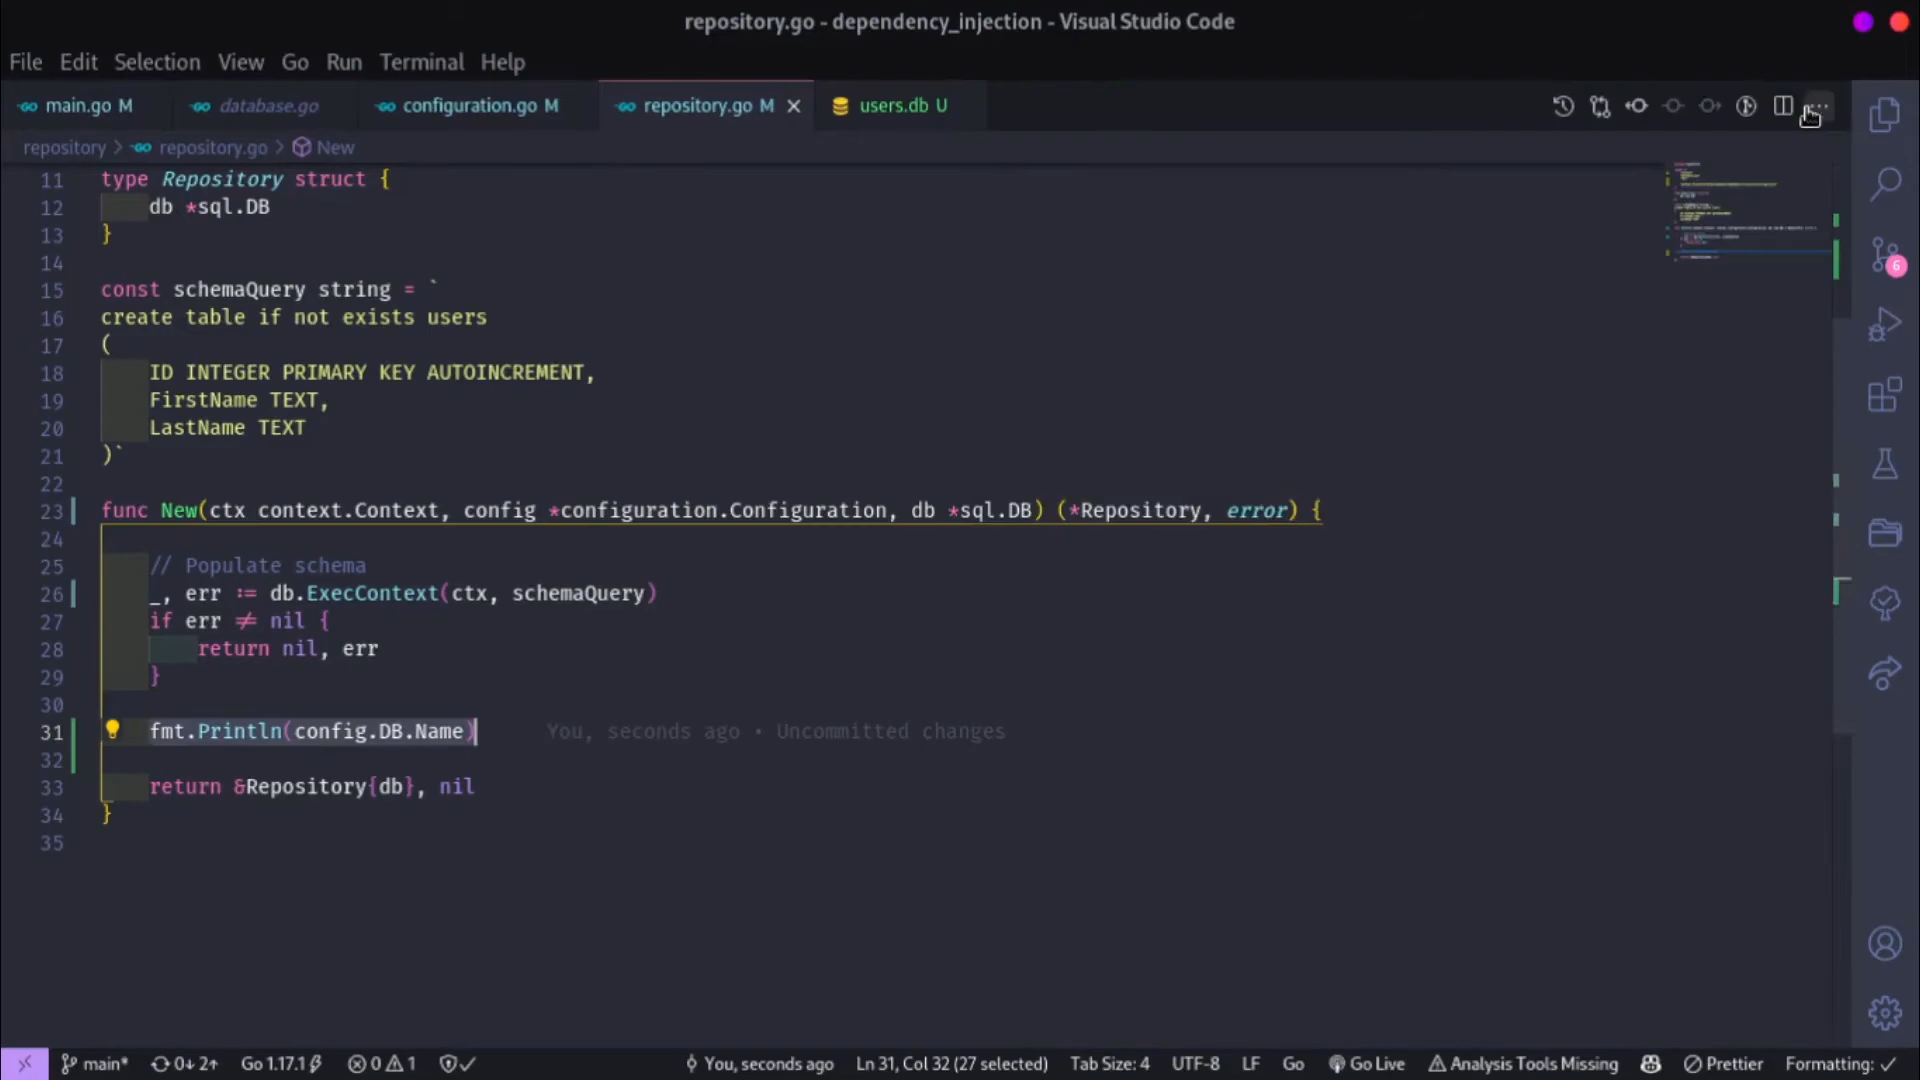 repository.go - dependency_injection - Visual Studio Code
File Edit Selection View Go Run Terminal Help
main.go M database.go configuration.go M repository.go M users.db U
repository > repository.go > New
11 type Repository struct {
12 db *sql.DB
13 }
14
15 const schemaQuery string = `
16 create table if not exists users
17 (
18 ID INTEGER PRIMARY KEY AUTOINCREMENT,
19 FirstName TEXT,
20 LastName TEXT
21 )`
22
23 func New(ctx context.Context, config *configuration.Configuration, db *sql.DB) (*Repository, error) {
24
25 // Populate schema
26 _, err := db.ExecContext(ctx, schemaQuery)
27 if err ≠ nil {
28 return nil, err
29 }
30
31 fmt.Println(config.DB.Name) You, seconds ago • Uncommitted changes
32
33 return &Repository{db}, nil
34 }
35
6
main* 0↓ 2↑ Go 1.17.1 0 1 You, seconds ago Ln 31, Col 32 (27 selected) Tab Size: 4 UTF-8 LF Go Go Live Analysis Tools Missing Prettier Formatting: ✓